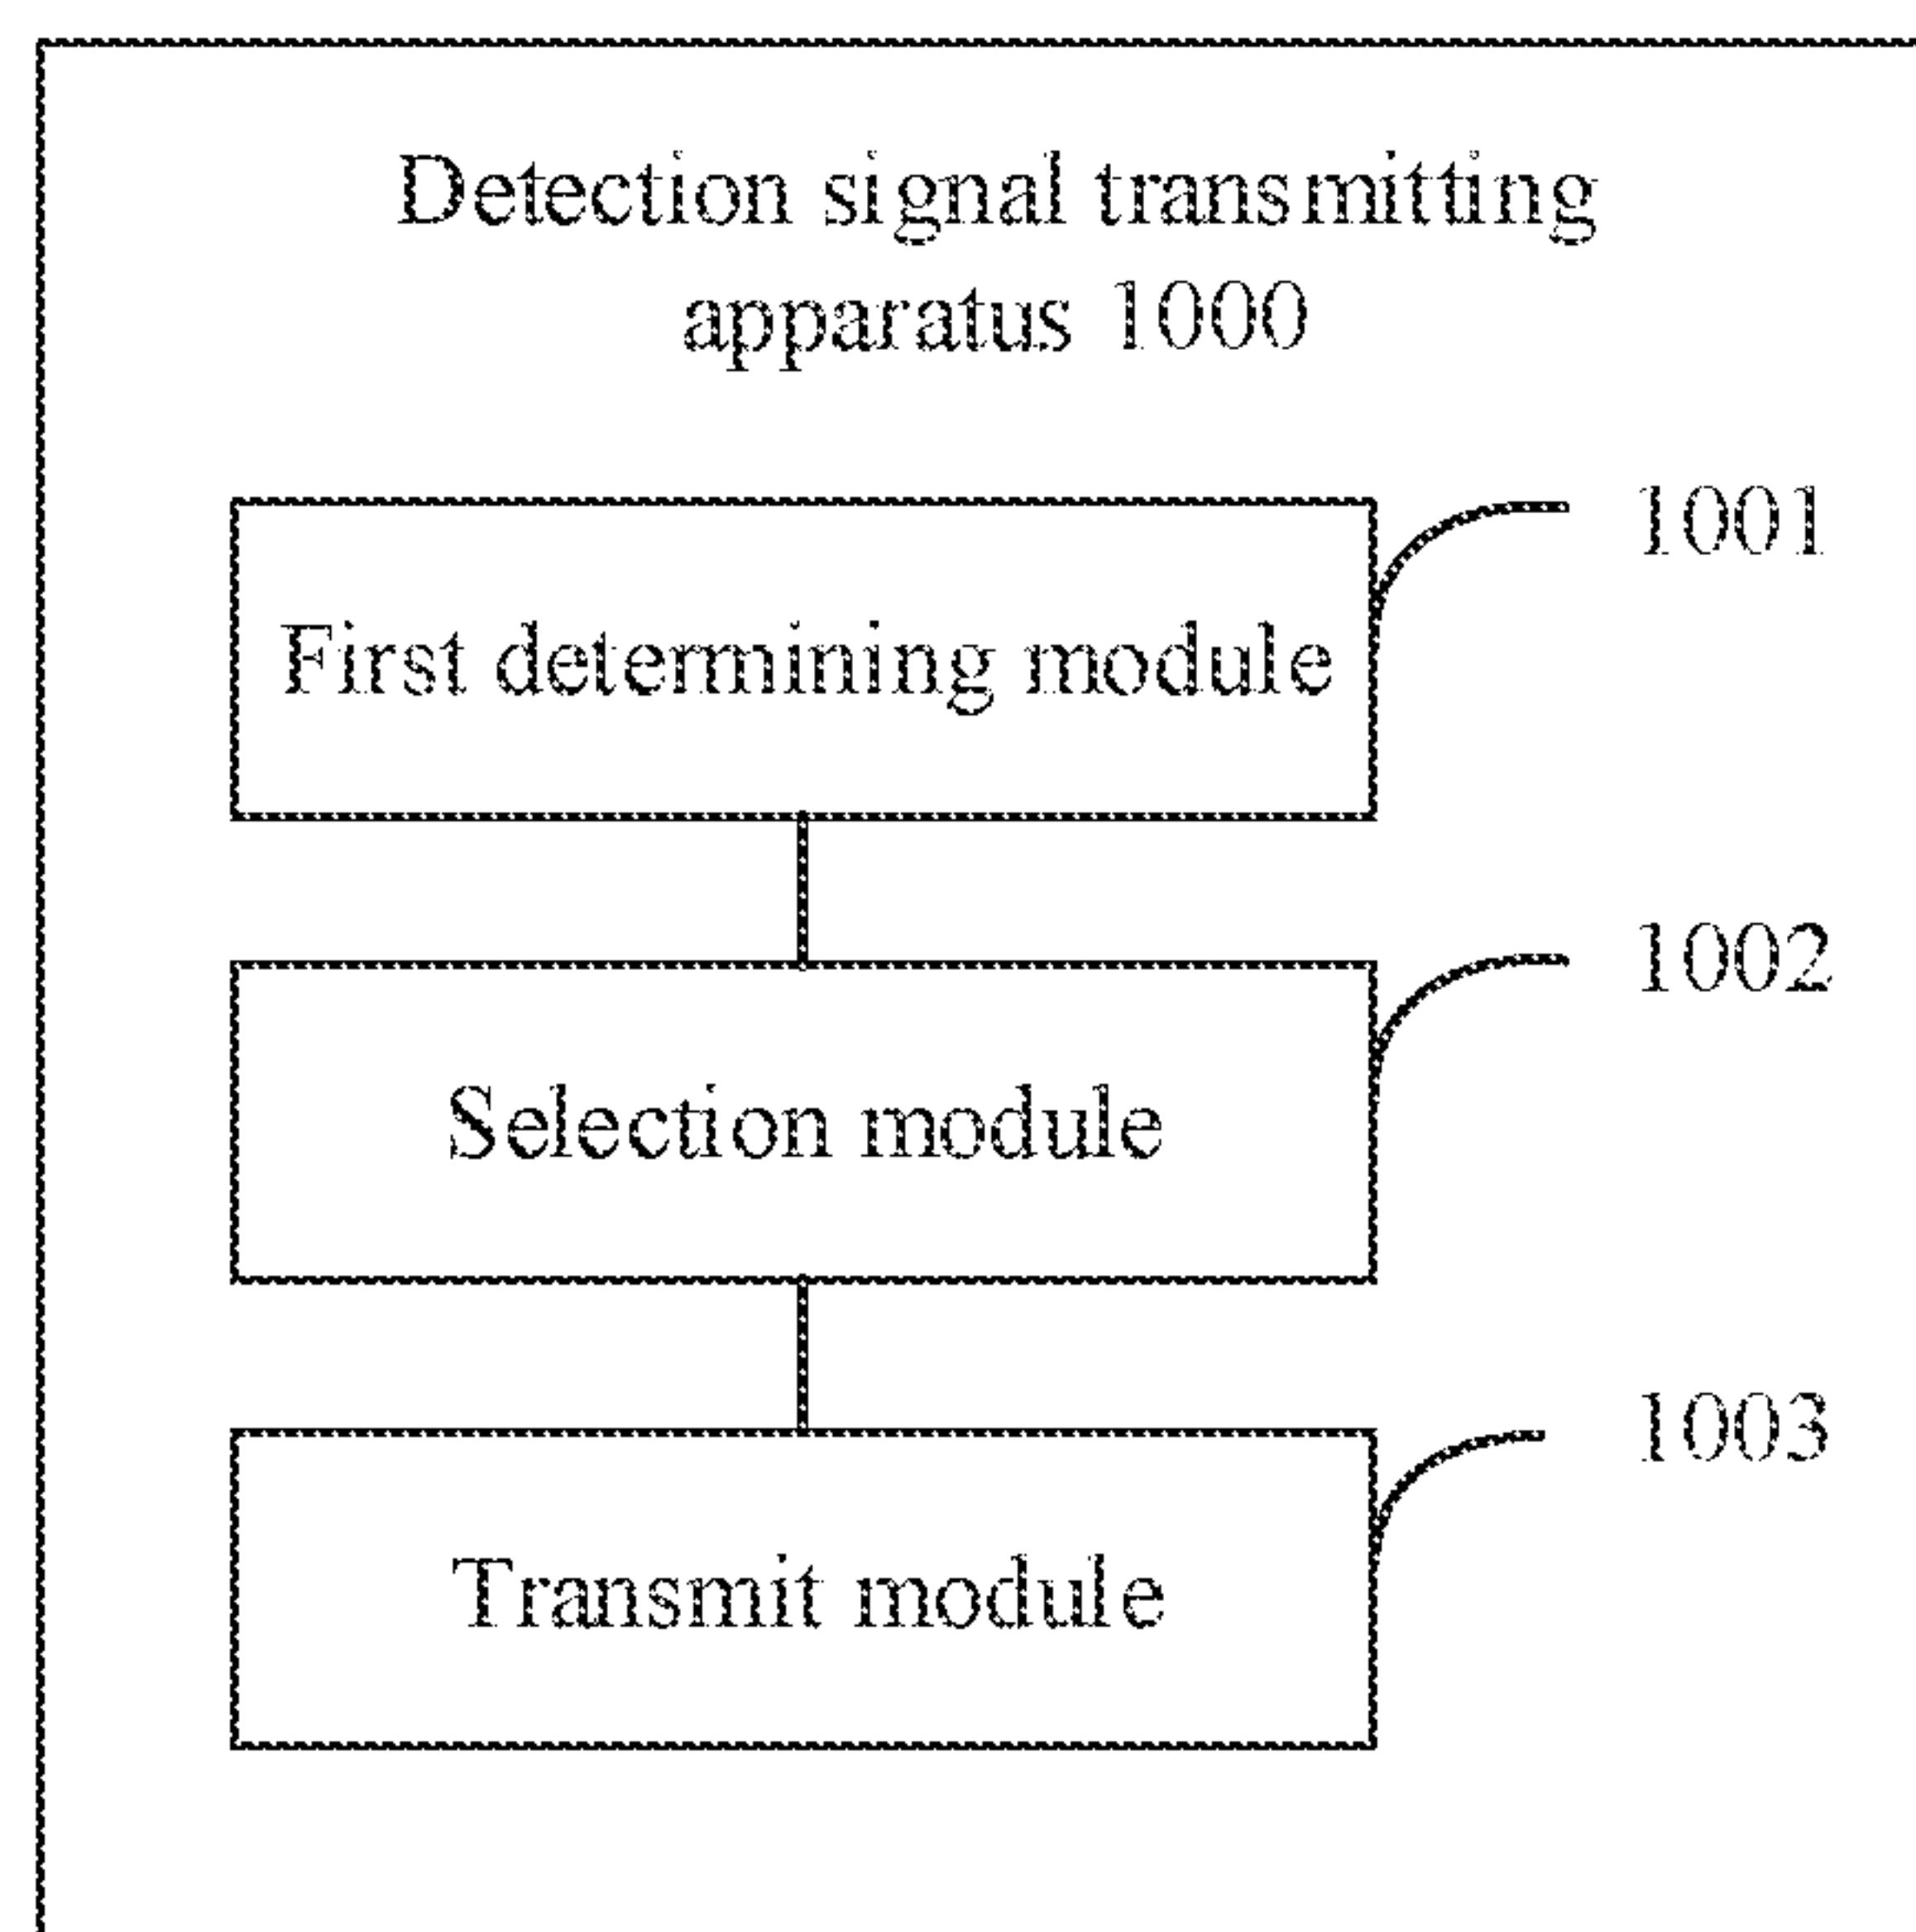 Detection signal transmitting
apparatus 1000
1001
First determining module
1002
Selection module
1003
Transmit module